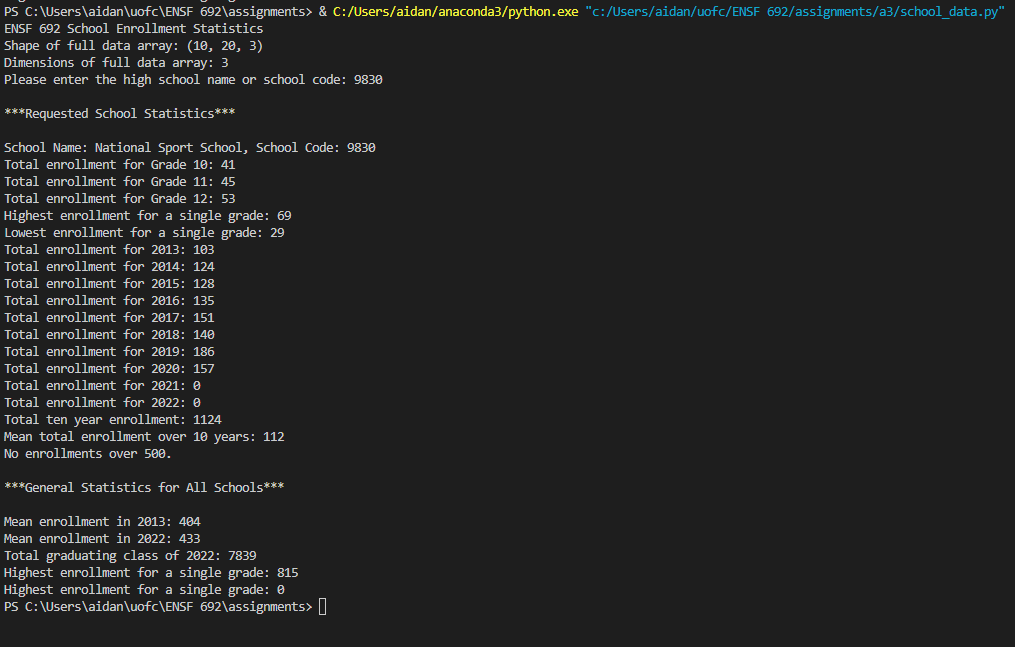 PS C:\Users\aidan\uofc\ENSF 692\assignments> & C:/Users/aidan/anaconda3/python.exe "c:/Users/aidan/uofc/ENSF 692/assignments/a3/school_data.py"
ENSF 692 School Enrollment Statistics
Shape of full data array: (10, 20, 3)
Dimensions of full data array: 3
Please enter the high school name or school code: 9830

***Requested School Statistics***

School Name: National Sport School, School Code: 9830
Total enrollment for Grade 10: 41
Total enrollment for Grade 11: 45
Total enrollment for Grade 12: 53
Highest enrollment for a single grade: 69
Lowest enrollment for a single grade: 29
Total enrollment for 2013: 103
Total enrollment for 2014: 124
Total enrollment for 2015: 128
Total enrollment for 2016: 135
Total enrollment for 2017: 151
Total enrollment for 2018: 140
Total enrollment for 2019: 186
Total enrollment for 2020: 157
Total enrollment for 2021: 0
Total enrollment for 2022: 0
Total ten year enrollment: 1124
Mean total enrollment over 10 years: 112
No enrollments over 500.

***General Statistics for All Schools***

Mean enrollment in 2013: 404
Mean enrollment in 2022: 433
Total graduating class of 2022: 7839
Highest enrollment for a single grade: 815
Highest enrollment for a single grade: 0
PS C:\Users\aidan\uofc\ENSF 692\assignments>